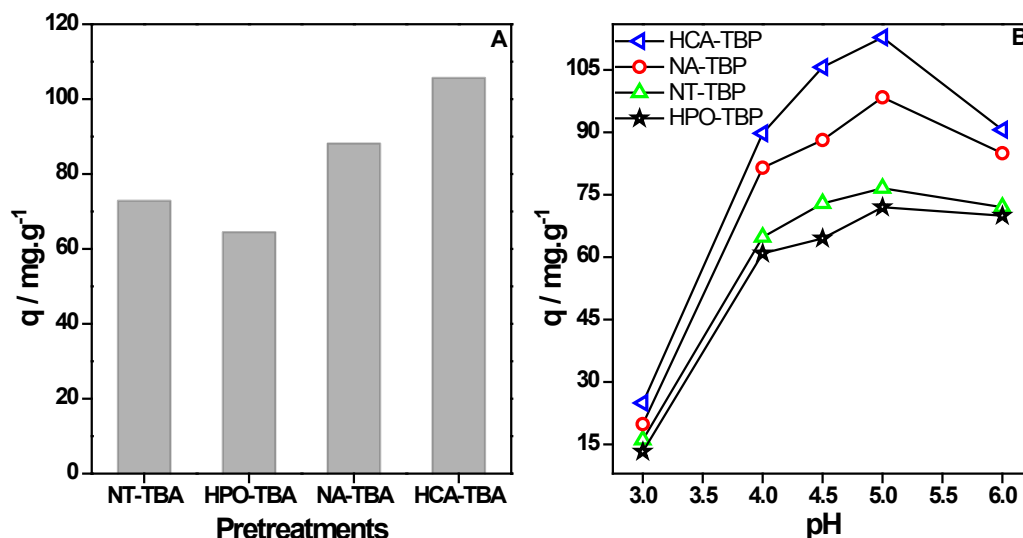 A
120
100
80
60
40
20
0
q / mg.g⁻¹
NT-TBA HPO-TBA NA-TBA HCA-TBA
Pretreatments
B
HCA-TBP
NA-TBP
NT-TBP
HPO-TBP
105
90
75
60
45
30
15
q / mg.g⁻¹
3.0 3.5 4.0 4.5 5.0 5.5 6.0
pH